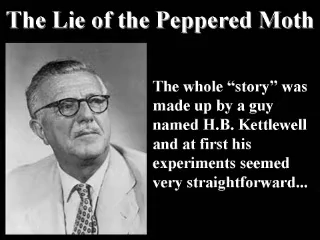 The Lie of the Peppered Moth
The whole “story” was
made up by a guy
named H.B. Kettlewell
and at first his
experiments seemed
very straightforward...